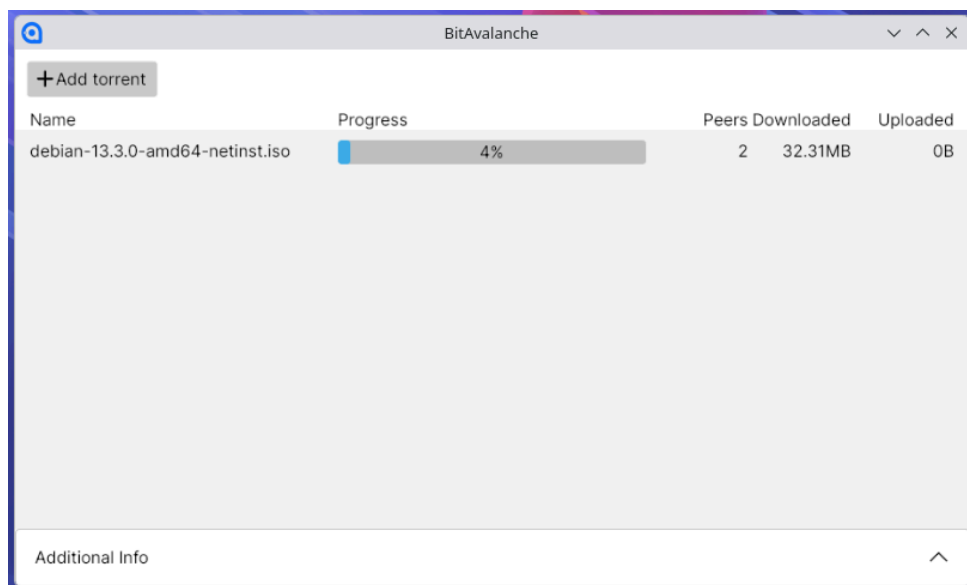 BitAvalanche
+Add torrent
Name Progress Peers Downloaded Uploaded
debian-13.3.0-amd64-netinst.iso 4% 2 32.31MB 0B
Additional Info